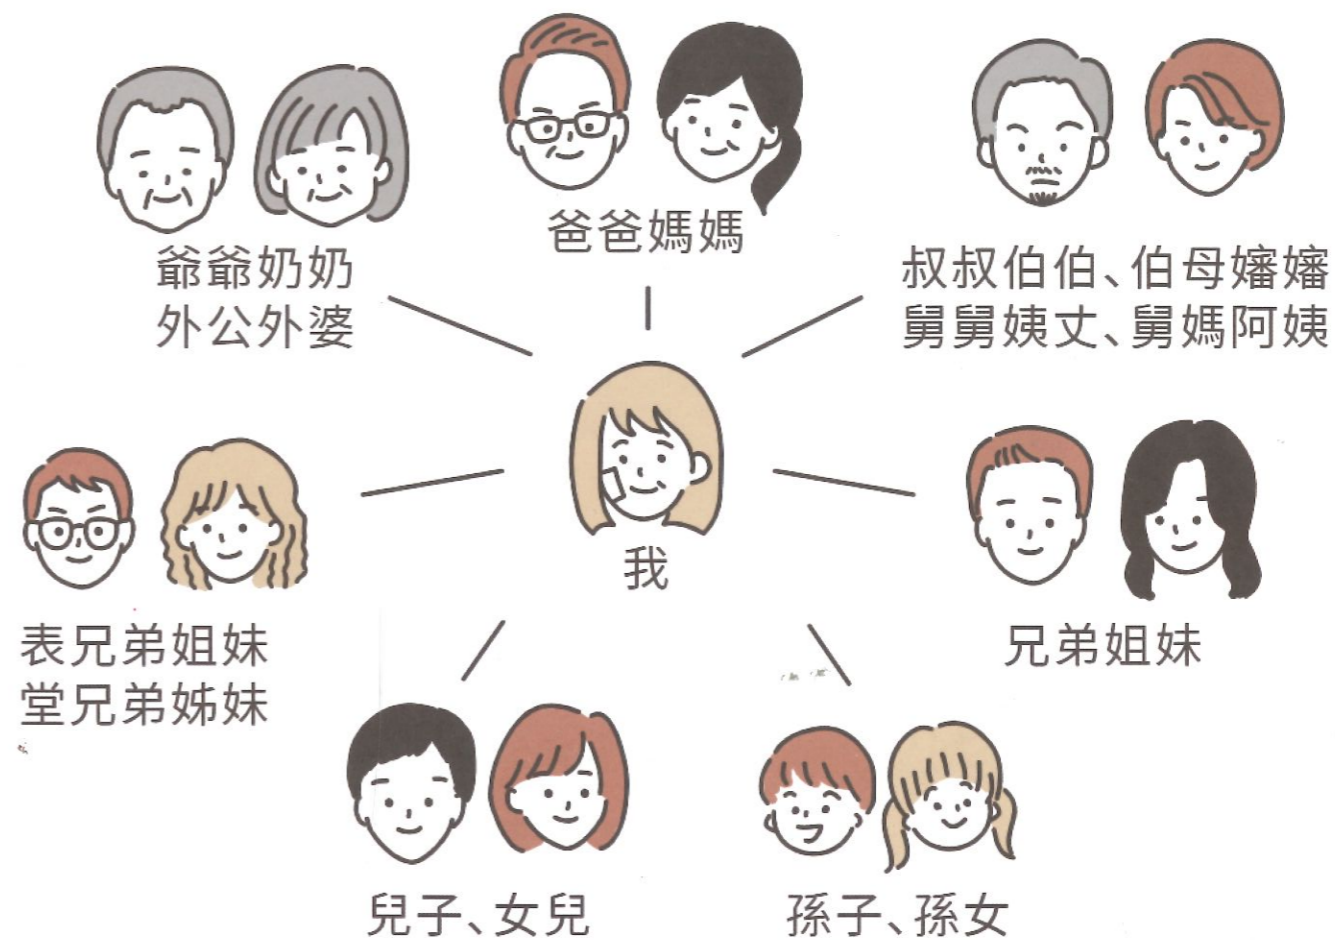 爸爸媽媽
爺爺奶奶
外公外婆
叔叔伯伯、伯母嬸嬸
舅舅姨丈、舅媽阿姨
我
表兄弟姐妹
堂兄弟姊妹
兄弟姐妹
兒子、女兒
孫子、孫女